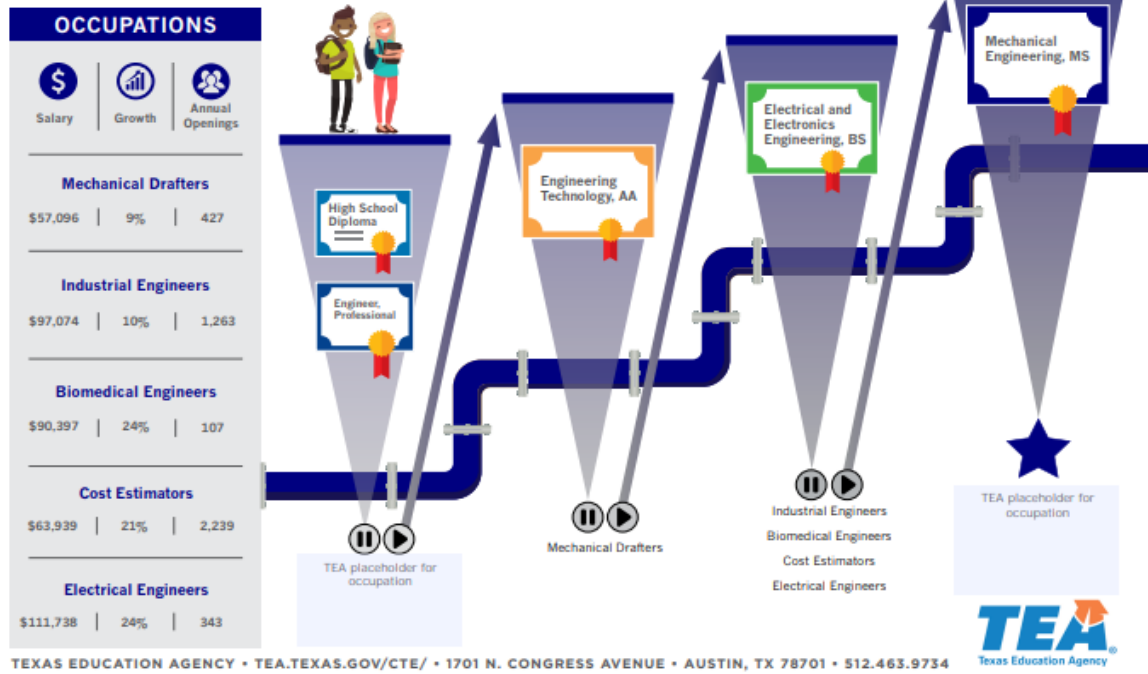 OCCUPATIONS
$
Salary
Growth
Annual
Openings
Mechanical Drafters
$57,096 | 9% | 427
Industrial Engineers
$97,074 | 10% | 1,263
Biomedical Engineers
$90,397 | 24% | 107
Cost Estimators
$63,939 | 21% | 2,239
Electrical Engineers
$111,738 | 24% | 343
High School
Diploma
Engineer,
Professional
TEA placeholder for
occupation
Engineering
Technology, AA
Mechanical Drafters
Electrical and
Electronics
Engineering, BS
Industrial Engineers
Biomedical Engineers
Cost Estimators
Electrical Engineers
Mechanical
Engineering, MS
TEA placeholder for
occupation
TEA®
Texas Education Agency
TEXAS EDUCATION AGENCY • TEA.TEXAS.GOV/CTE/ • 1701 N. CONGRESS AVENUE • AUSTIN, TX 78701 • 512.463.9734